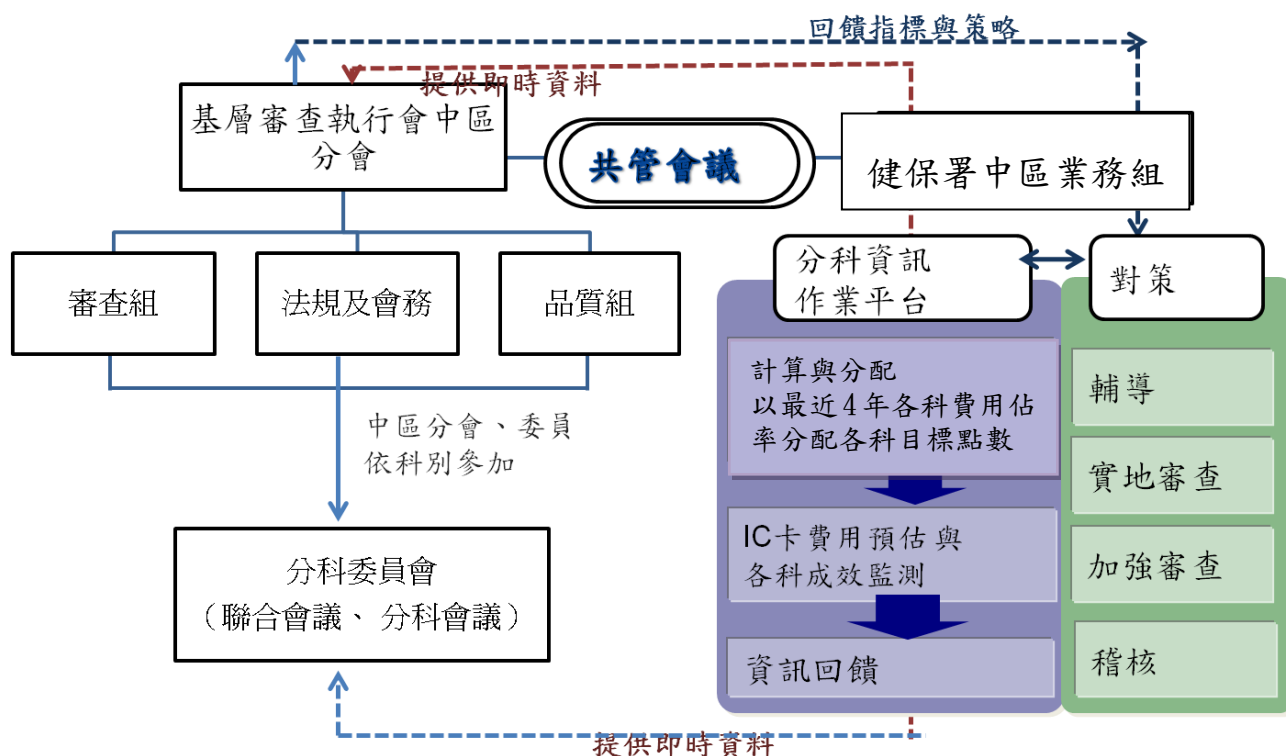 回饋指標與策略
提供即時資料
基層審查執行會中區
分會
共管會議
健保署中區業務組
審查組
法規及會務
品質組
分科資訊
作業平台
對策
計算與分配
以最近4年各科費用佔
率分配各科目標點數
輔導
中區分會、委員
依科別參加
實地審查
IC卡費用預估與
各科成效監測
加強審查
分科委員會
（聯合會議、分科會議）
資訊回饋
稽核
提供即時資料